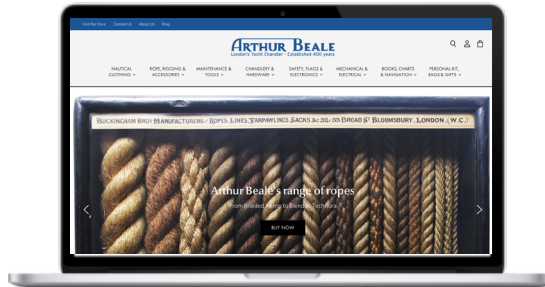 Visit the Store Contact Us About Us Blog
ARTHUR BEALE
London's Yacht Chandler - Established 400 years
NAUTICAL CLOTHING
ROPE, RIGGING & ACCESSORIES
MAINTENANCE & TOOLS
CHANDLERY & HARDWARE
SAFETY, FLAGS & ELECTRONICS
MECHANICAL & ELECTRICAL
BOOKS, CHARTS & NAVIGATION
PERSONAL KIT, BAGS & GIFTS
BUCKINGHAM BROS MANUFACTURERS OF ROPES, LINES, TARPAWLINGS, SACKS, &c. BROAD ST BLOOMSBURY, LONDON (W.C.)
Arthur Beale's range of ropes
From Braided Hemp to Blended Technora
BUY NOW